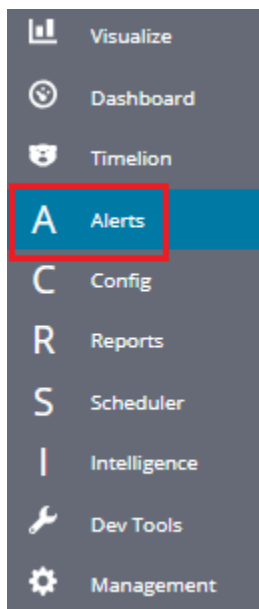 Visualize
Dashboard
Timelion
A Alerts
C Config
R Reports
S Scheduler
I Intelligence
Dev Tools
Management